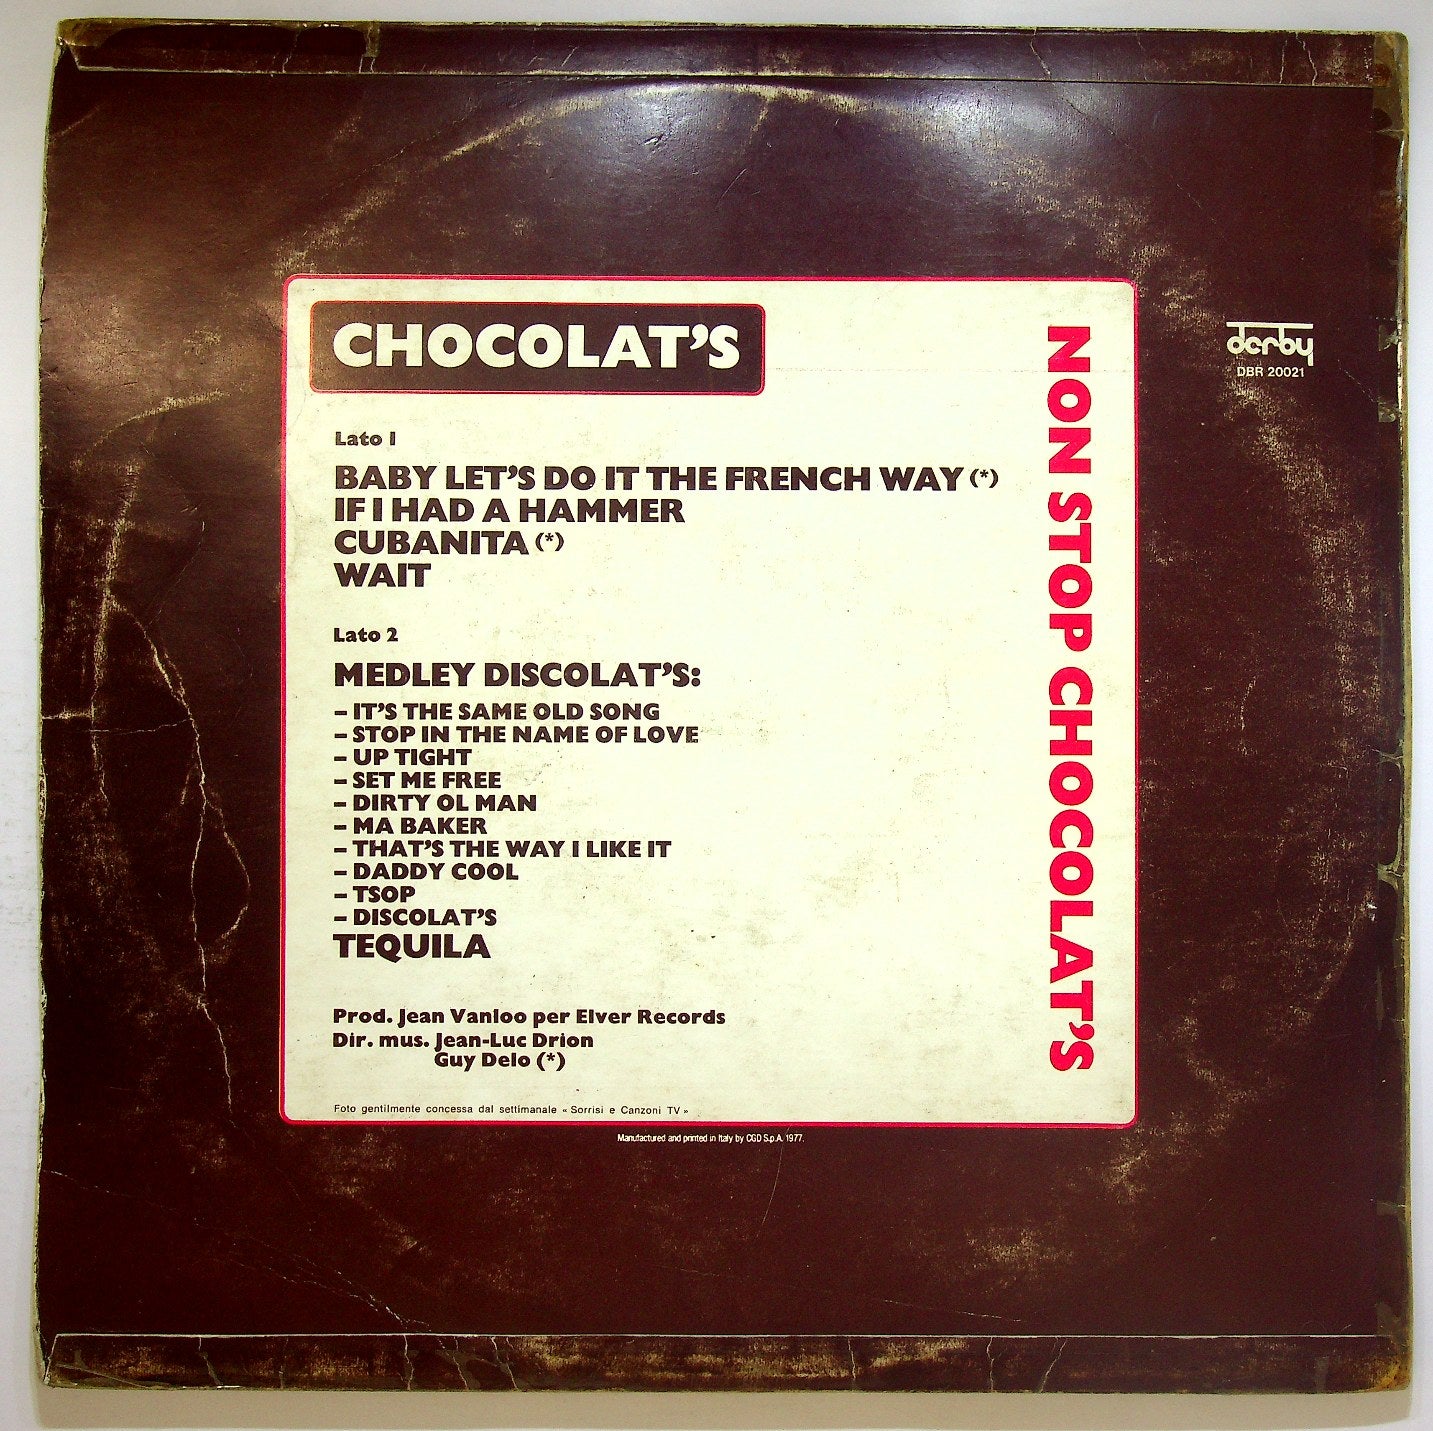 CHOCOLAT'S
Lato 1
BABY LET'S DO IT THE FRENCH WAY (*)
IF I HAD A HAMMER
CUBANITA (*)
WAIT
Lato 2
MEDLEY DISCOLAT'S:
– IT'S THE SAME OLD SONG
– STOP IN THE NAME OF LOVE
– UP TIGHT
– SET ME FREE
– DIRTY OL MAN
– MA BAKER
– THAT'S THE WAY I LIKE IT
– DADDY COOL
– TSOP
– DISCOLAT'S
TEQUILA
Prod. Jean Vanloo per Elver Records
Dir. mus. Jean-Luc Drion
Guy Delo (*)
Foto gentilmente concessa dal settimanale « Sorrisi e Canzoni TV »
NON STOP CHOCOLAT'S
derby
DBR 20021
Manufactured and printed in Italy by CGD S.p.A. 1977.